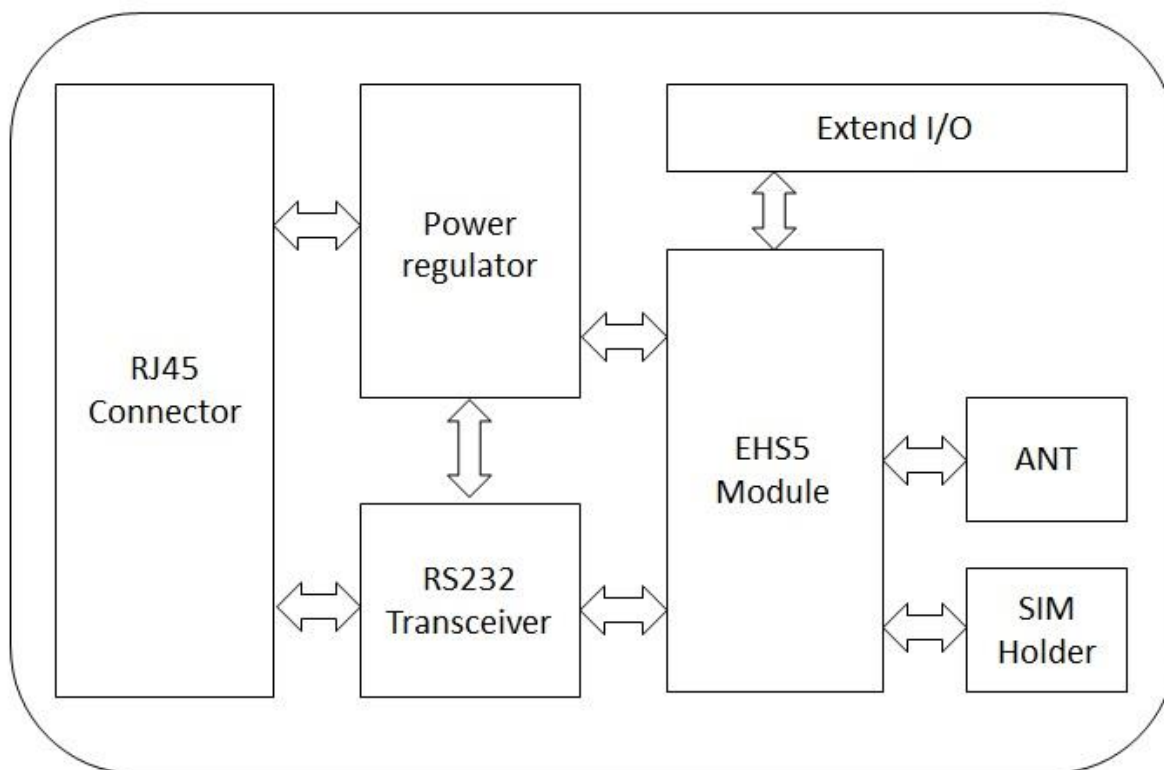 RJ45
Connector
Power
regulator
RS232
Transceiver
Extend I/O
EHS5
Module
ANT
SIM
Holder